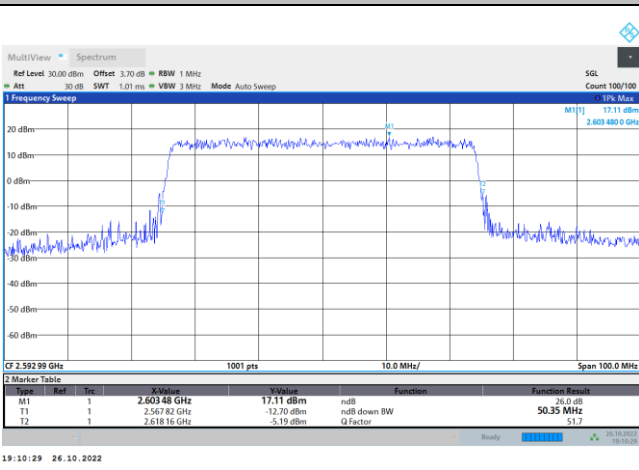 MultiView Spectrum
Ref Level 30.00 dBm Offset 3.70 dB RBW 1 MHz SGL
Att 30 dB SWT 1.01 ms VBW 3 MHz Mode Auto Sweep Count 100/100
1 Frequency Sweep 1Pk Max
M1[1] 17.11 dBm
2.603 480 0 GHz
M1
20 dBm
10 dBm
0 dBm
T2
-10 dBm
-20 dBm
-30 dBm
-40 dBm
-50 dBm
-60 dBm
CF 2.592 99 GHz 1001 pts 10.0 MHz/ Span 100.0 MHz
2 Marker Table
Type Ref Trc X-Value Y-Value Function Function Result
M1 1 2.603 48 GHz 17.11 dBm ndB 26.0 dB
T1 1 2.567 82 GHz -12.70 dBm ndB down BW 50.35 MHz
T2 1 2.618 16 GHz -5.19 dBm Q Factor 51.7
Ready 26.10.2022
19:10:29
19:10:29 26.10.2022